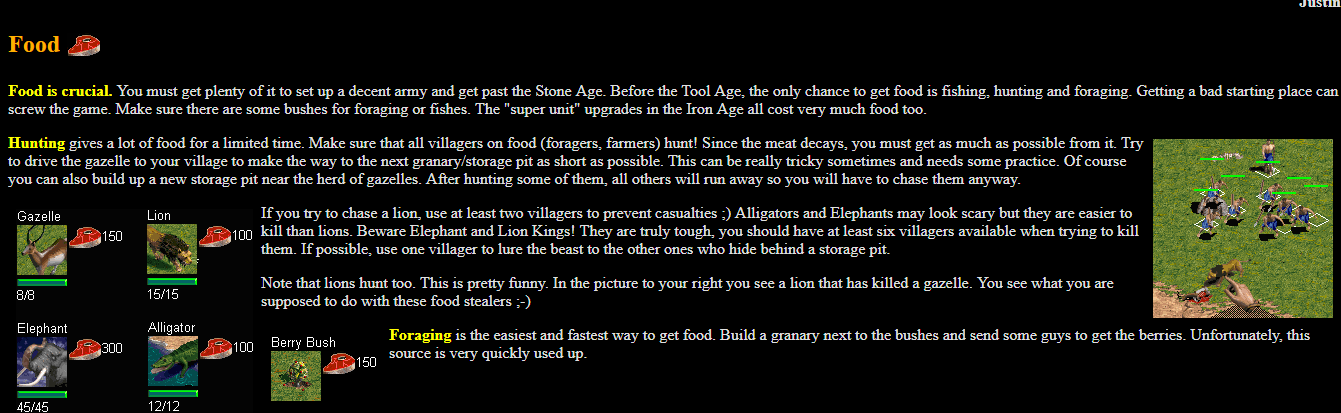 Justin
Food
Food is crucial. You must get plenty of it to set up a decent army and get past the Stone Age. Before the Tool Age, the only chance to get food is fishing, hunting and foraging. Getting a bad starting place can
screw the game. Make sure there are some bushes for foraging or fishes. The "super unit" upgrades in the Iron Age all cost very much food too.
Hunting gives a lot of food for a limited time. Make sure that all villagers on food (foragers, farmers) hunt! Since the meat decays, you must get as much as possible from it. Try
to drive the gazelle to your village to make the way to the next granary/storage pit as short as possible. This can be really tricky sometimes and needs some practice. Of course
you can also build up a new storage pit near the herd of gazelles. After hunting some of them, all others will run away so you will have to chase them anyway.
Gazelle
150
8/8
Lion
100
15/15
If you try to chase a lion, use at least two villagers to prevent casualties ;) Alligators and Elephants may look scary but they are easier to
kill than lions. Beware Elephant and Lion Kings! They are truly tough, you should have at least six villagers available when trying to kill
them. If possible, use one villager to lure the beast to the other ones who hide behind a storage pit.
Note that lions hunt too. This is pretty funny. In the picture to your right you see a lion that has killed a gazelle. You see what you are
supposed to do with these food stealers ;-)
Elephant
300
45/45
Alligator
100
12/12
Berry Bush
150
Foraging is the easiest and fastest way to get food. Build a granary next to the bushes and send some guys to get the berries. Unfortunately, this
source is very quickly used up.